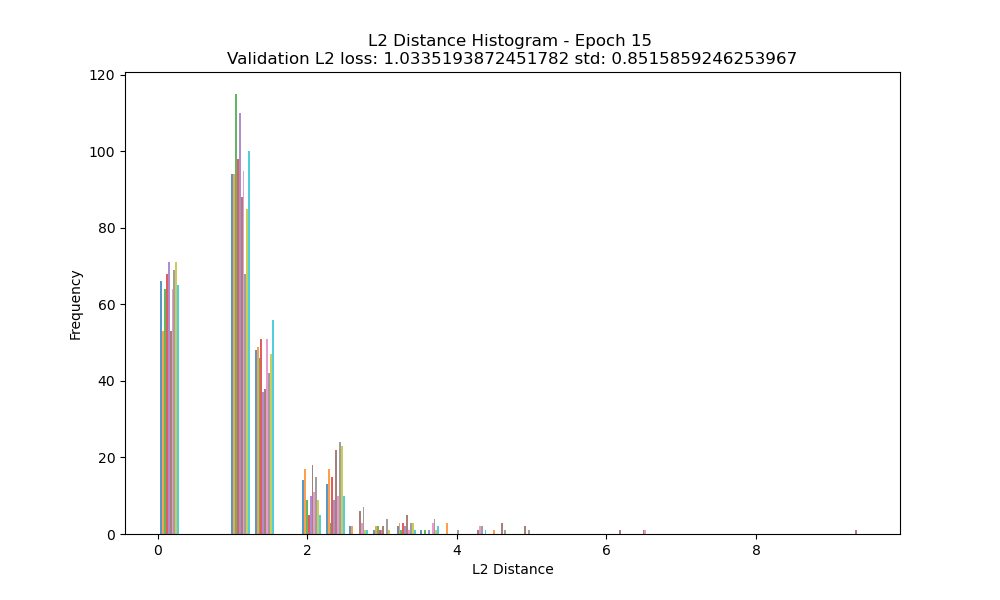 L2 Distance Histogram - Epoch 15
Validation L2 loss: 1.0335193872451782 std: 0.8515859246253967
120
100
80
60
40
20
0
Frequency
0 2 4 6 8
L2 Distance